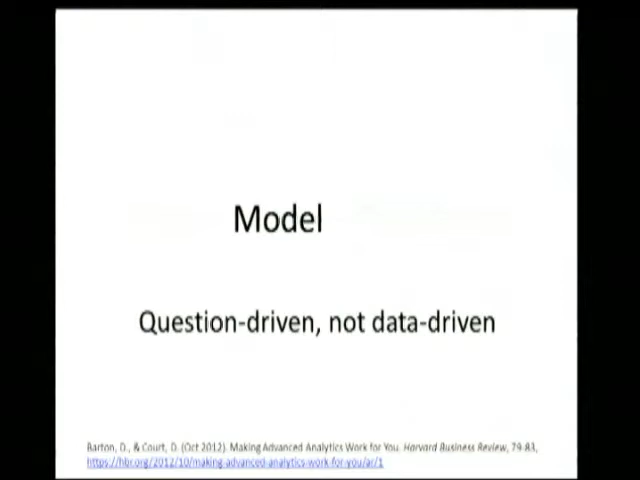 Model
Question-driven, not data-driven
Barton, D., & Court, D. (Oct 2012). Making Advanced Analytics Work for You. Harvard Business Review, 79-83,
https://hbr.org/2012/10/making-advanced-analytics-work-for-you/ar/1